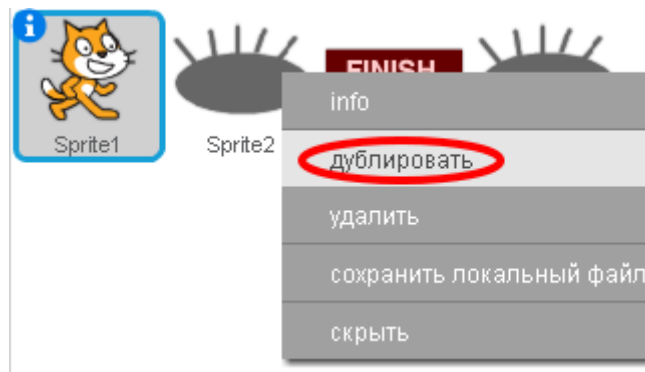 i
FINISH
Sprite1
Sprite2
info
дублировать
удалить
сохранить локальный файл
скрыть